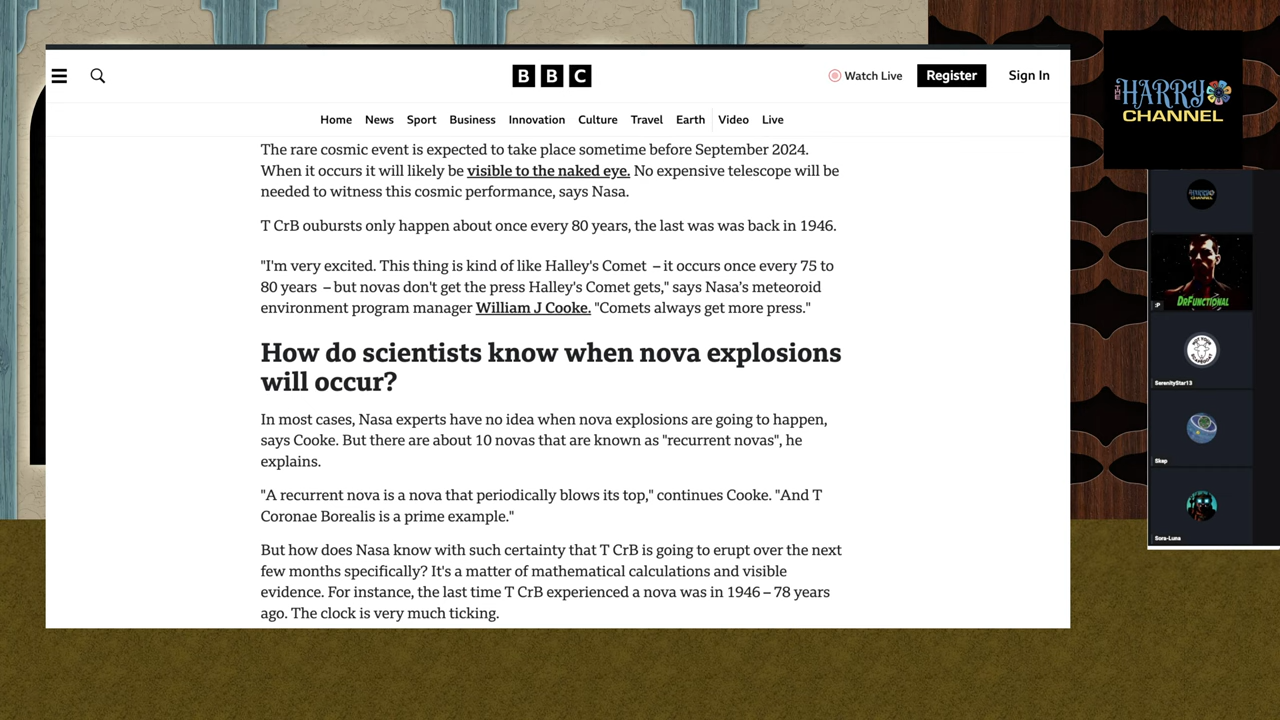 BBC
Watch Live
Register
Sign In
Home News Sport Business Innovation Culture Travel Earth Video Live
The rare cosmic event is expected to take place sometime before September 2024.
When it occurs it will likely be visible to the naked eye. No expensive telescope will be
needed to witness this cosmic performance, says Nasa.
T CrB oubursts only happen about once every 80 years, the last was was back in 1946.
"I'm very excited. This thing is kind of like Halley's Comet – it occurs once every 75 to
80 years – but novas don't get the press Halley's Comet gets," says Nasa’s meteoroid
environment program manager William J Cooke. "Comets always get more press."
How do scientists know when nova explosions
will occur?
In most cases, Nasa experts have no idea when nova explosions are going to happen,
says Cooke. But there are about 10 novas that are known as "recurrent novas", he
explains.
"A recurrent nova is a nova that periodically blows its top," continues Cooke. "And T
Coronae Borealis is a prime example."
But how does Nasa know with such certainty that T CrB is going to erupt over the next
few months specifically? It's a matter of mathematical calculations and visible
evidence. For instance, the last time T CrB experienced a nova was in 1946 – 78 years
ago. The clock is very much ticking.
THE HARRY
CHANNEL
DRFUNCTIONAL
:P
SerenityStar13
Skep
Sora-Luna